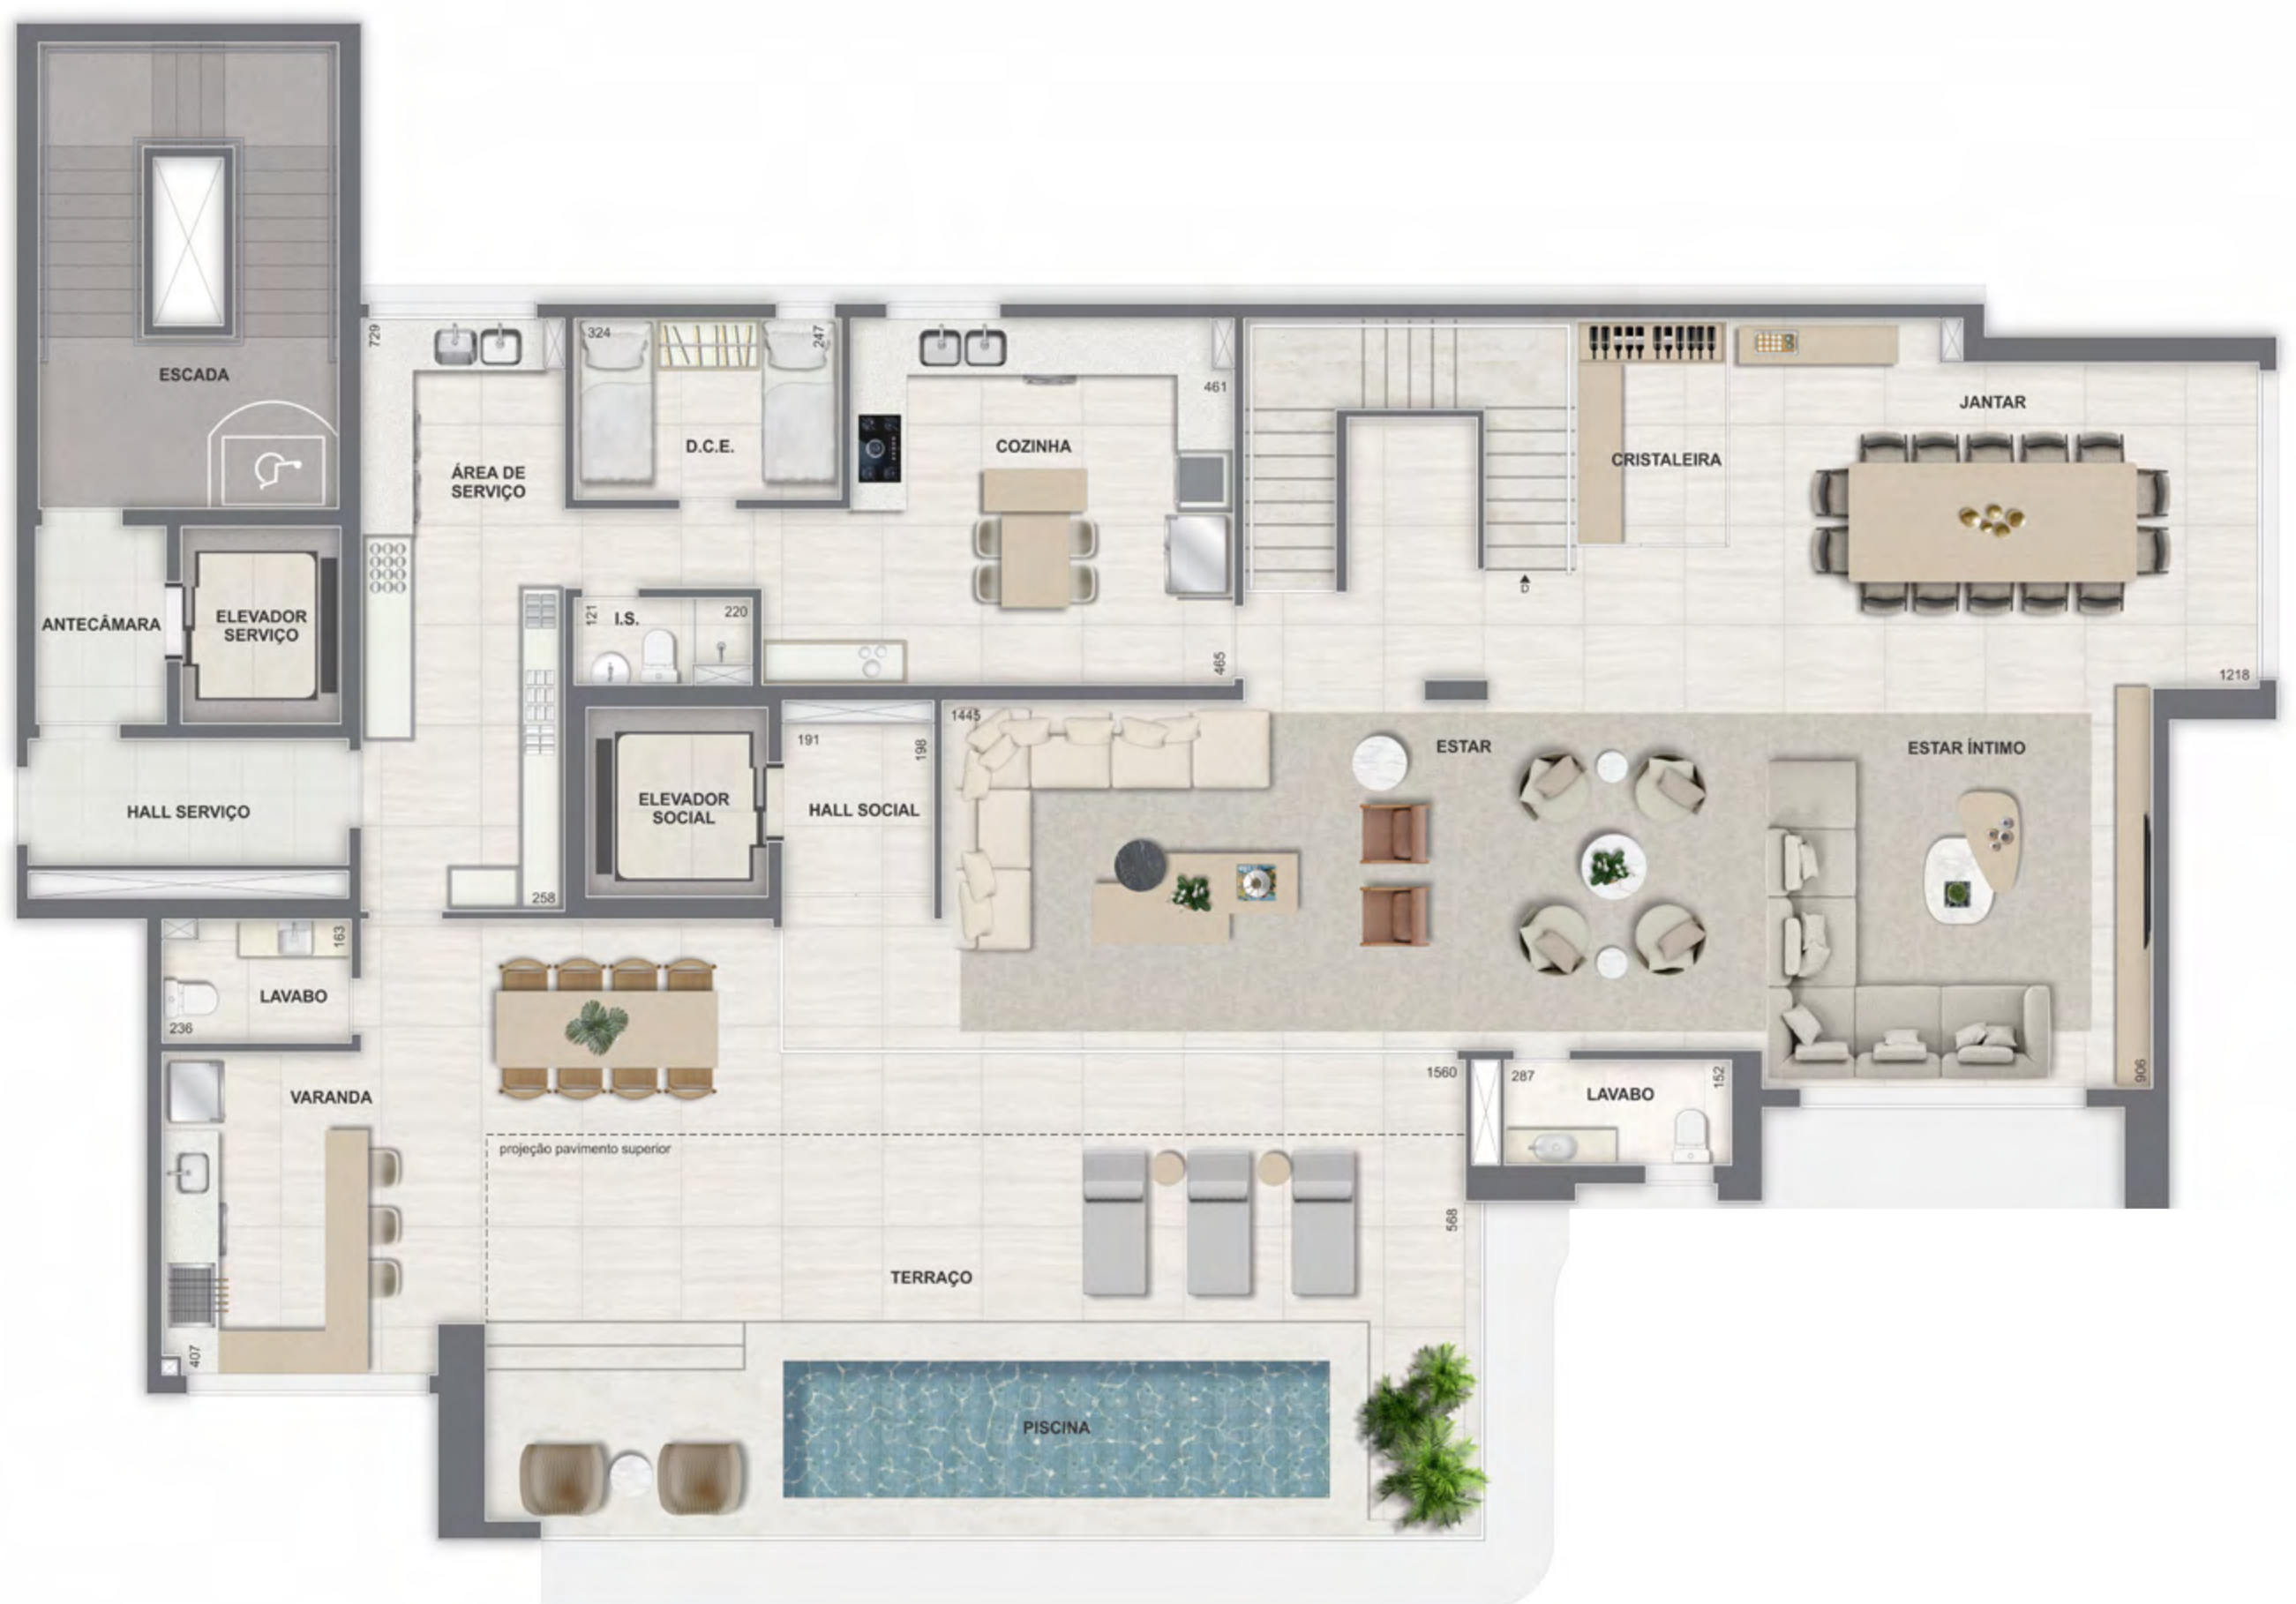 729
324
247
461
ESCADA
JANTAR
D.C.E.
COZINHA
CRISTALEIRA
ÁREA DE
SERVIÇO
D
ANTECÂMARA
ELEVADOR
SERVIÇO
121
I.S.
220
465
1218
1445
191
198
ESTAR
ESTAR ÍNTIMO
HALL SERVIÇO
ELEVADOR
SOCIAL
HALL SOCIAL
258
163
LAVABO
236
1560
287
152
906
VARANDA
LAVABO
projeção pavimento superior
568
TERRAÇO
407
PISCINA